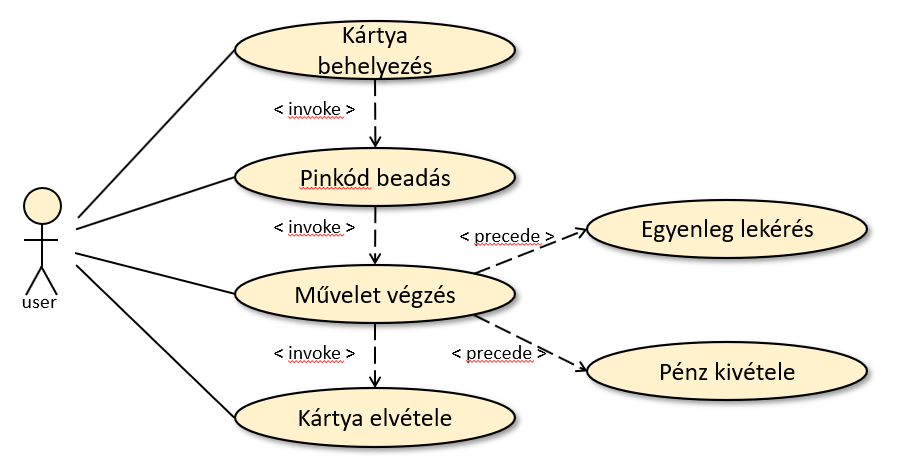 Kártya
behelyezés
< invoke >
Pinkód beadás
< invoke >
< precede >
Egyenleg lekérés
Művelet végzés
user
< invoke >
< precede >
Pénz kivétele
Kártya elvétele